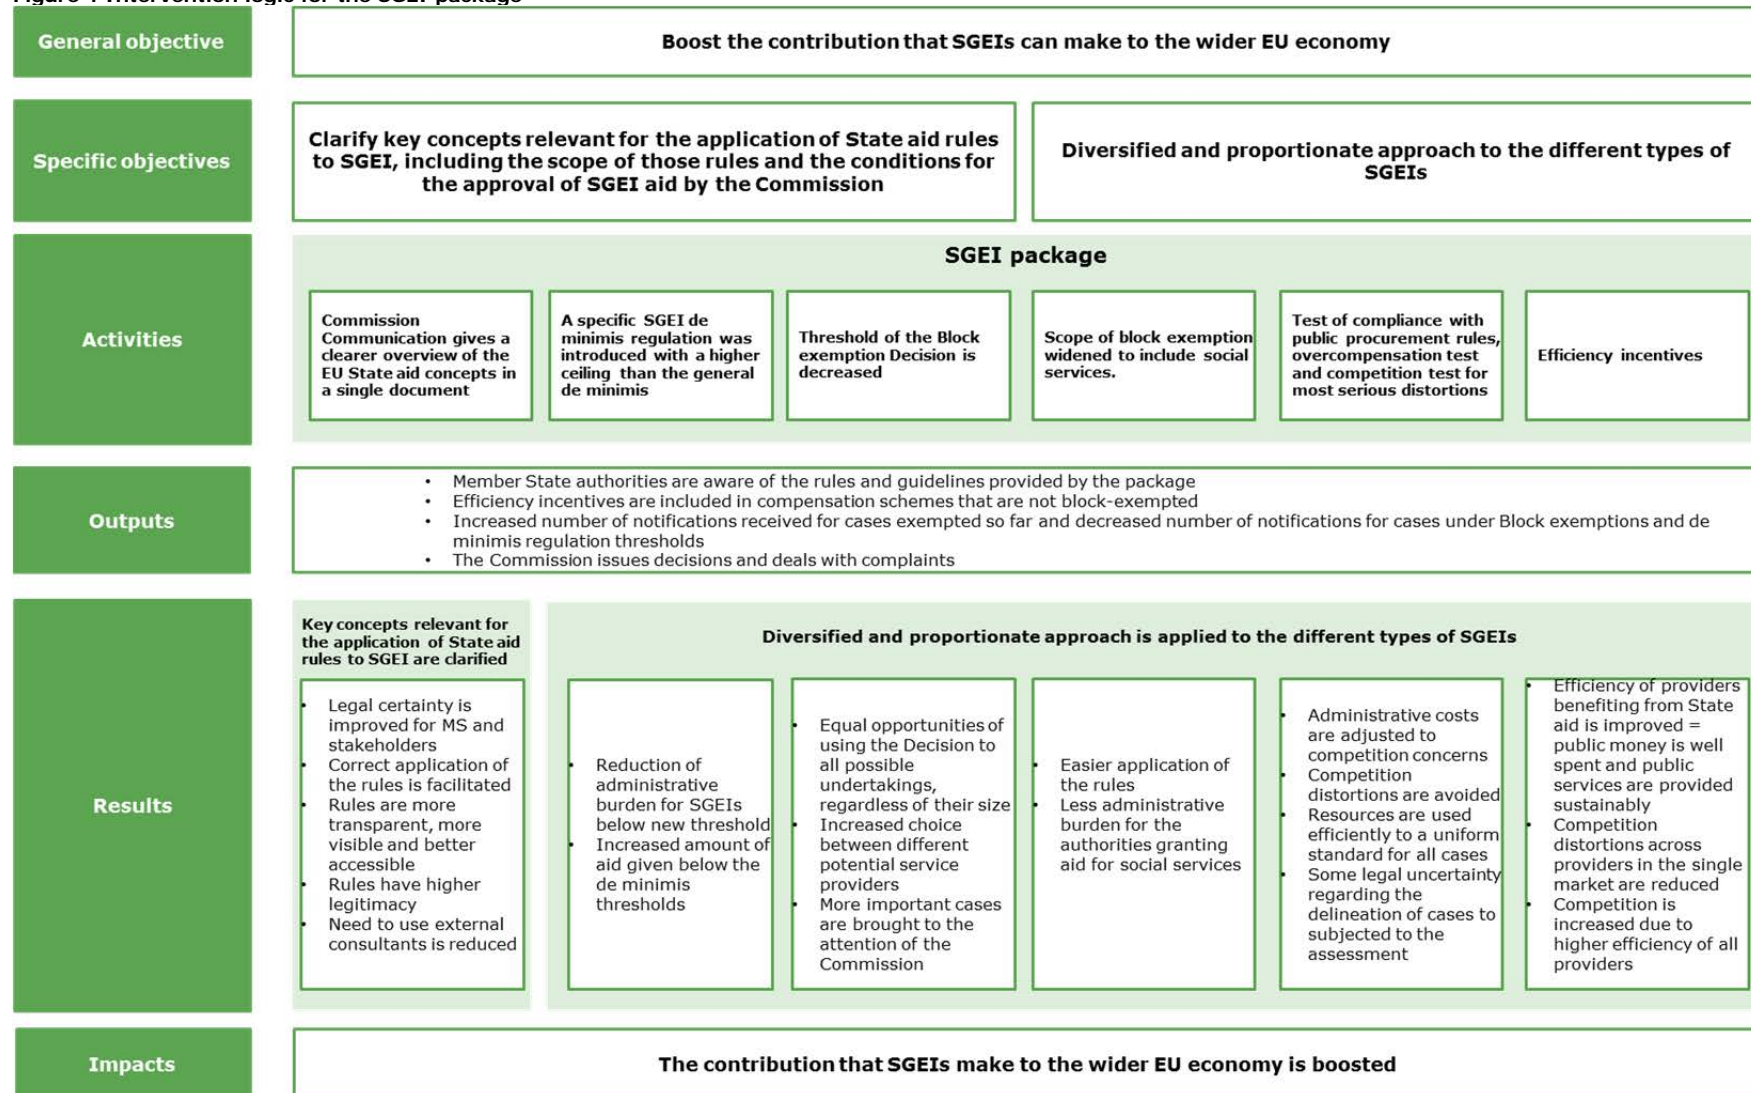 Figure 1 Intervention logic for the SGEI package
General objective
Boost the contribution that SGEIs can make to the wider EU economy
Specific objectives
Clarify key concepts relevant for the application of State aid rules
to SGEI, including the scope of those rules and the conditions for
the approval of SGEI aid by the Commission
Diversified and proportionate approach to the different types of
SGEIs
Activities
SGEI package
Commission
Communication gives a
clearer overview of the
EU State aid concepts in
a single document
A specific SGEI de
minimis regulation was
introduced with a higher
ceiling than the general
de minimis
Threshold of the Block
exemption Decision is
decreased
Scope of block exemption
widened to include social
services.
Test of compliance with
public procurement rules,
overcompensation test
and competition test for
most serious distortions
Efficiency incentives
Outputs
• Member State authorities are aware of the rules and guidelines provided by the package
• Efficiency incentives are included in compensation schemes that are not block-exempted
• Increased number of notifications received for cases exempted so far and decreased number of notifications for cases under Block exemptions and de
minimis regulation thresholds
• The Commission issues decisions and deals with complaints
Results
Key concepts relevant for
the application of State aid
rules to SGEI are clarified
• Legal certainty is
improved for MS and
stakeholders
• Correct application of
the rules is facilitated
• Rules are more
transparent, more
visible and better
accessible
• Rules have higher
legitimacy
• Need to use external
consultants is reduced
Diversified and proportionate approach is applied to the different types of SGEIs
• Reduction of
administrative
burden for SGEIs
below new threshold
• Increased amount of
aid given below the
de minimis
thresholds
• Equal opportunities of
using the Decision to
all possible
undertakings,
regardless of their size
• Increased choice
between different
potential service
providers
• More important cases
are brought to the
attention of the
Commission
• Easier application of
the rules
• Less administrative
burden for the
authorities granting
aid for social services
• Administrative costs
are adjusted to
competition concerns
• Competition
distortions are avoided
• Resources are used
efficiently to a uniform
standard for all cases
• Some legal uncertainty
regarding the
delineation of cases to
subjected to the
assessment
• Efficiency of providers
benefiting from State
aid is improved =
public money is well
spent and public
services are provided
sustainably
• Competition
distortions across
providers in the single
market are reduced
• Competition is
increased due to
higher efficiency of all
providers
Impacts
The contribution that SGEIs make to the wider EU economy is boosted